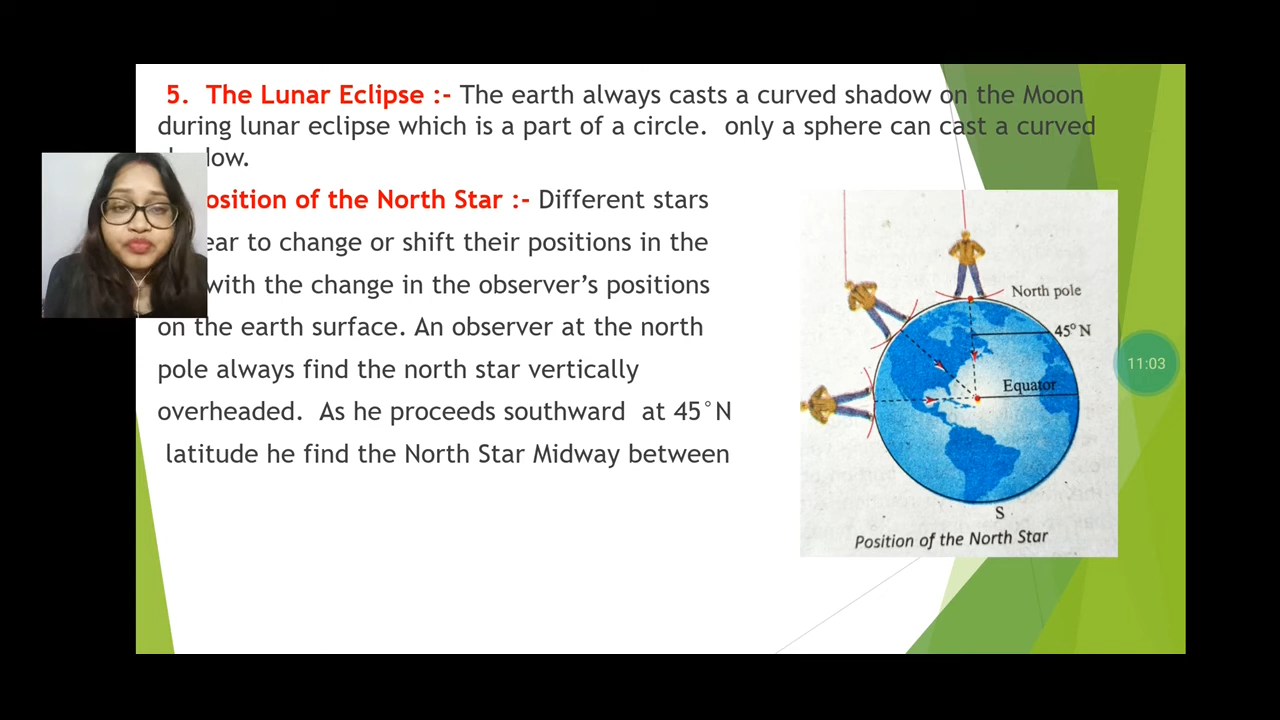 5. The Lunar Eclipse :- The earth always casts a curved shadow on the Moon
during lunar eclipse which is a part of a circle. only a sphere can cast a curved
osition of the North Star :- Different stars
ear to change or shift their positions in the
with the change in the observer's positions
on the earth surface. An observer at the north
pole always find the north star vertically
overheaded. As he proceeds southward at 45°N
latitude he find the North Star Midway between
North pole
45°N
Equator
S
Position of the North Star
11:03